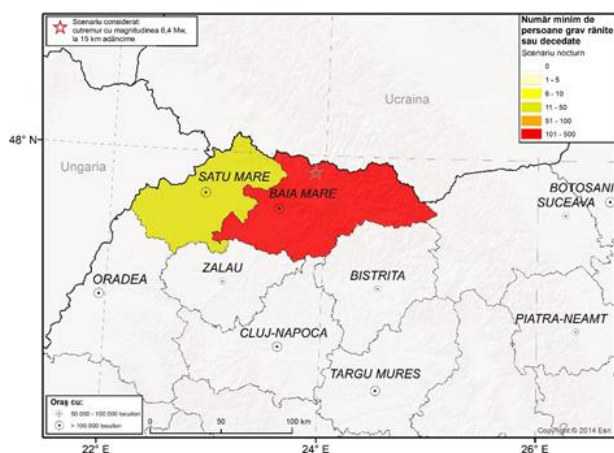 Scenariu considerat:
cutremur cu magnitudinea 6,4 Mw,
la 15 km adâncime
Număr minim de
persoane grav rănite
sau decedate
Scenariu nocturn
0
1 - 5
6 - 10
11 - 50
51 - 100
101 - 500
Ucraina
48° N
Ungaria
SATU MARE
BAIA MARE
BOTOSANI
SUCEAVA
ZALAU
BISTRITA
ORADEA
PIATRA-NEAMT
CLUJ-NAPOCA
TARGU MURES
Oraș cu:
50.000 - 100.000 locuitori
> 100.000 locuitori
0 50 100 km
Copyright:© 2014 Esri
22° E
24° E
26° E